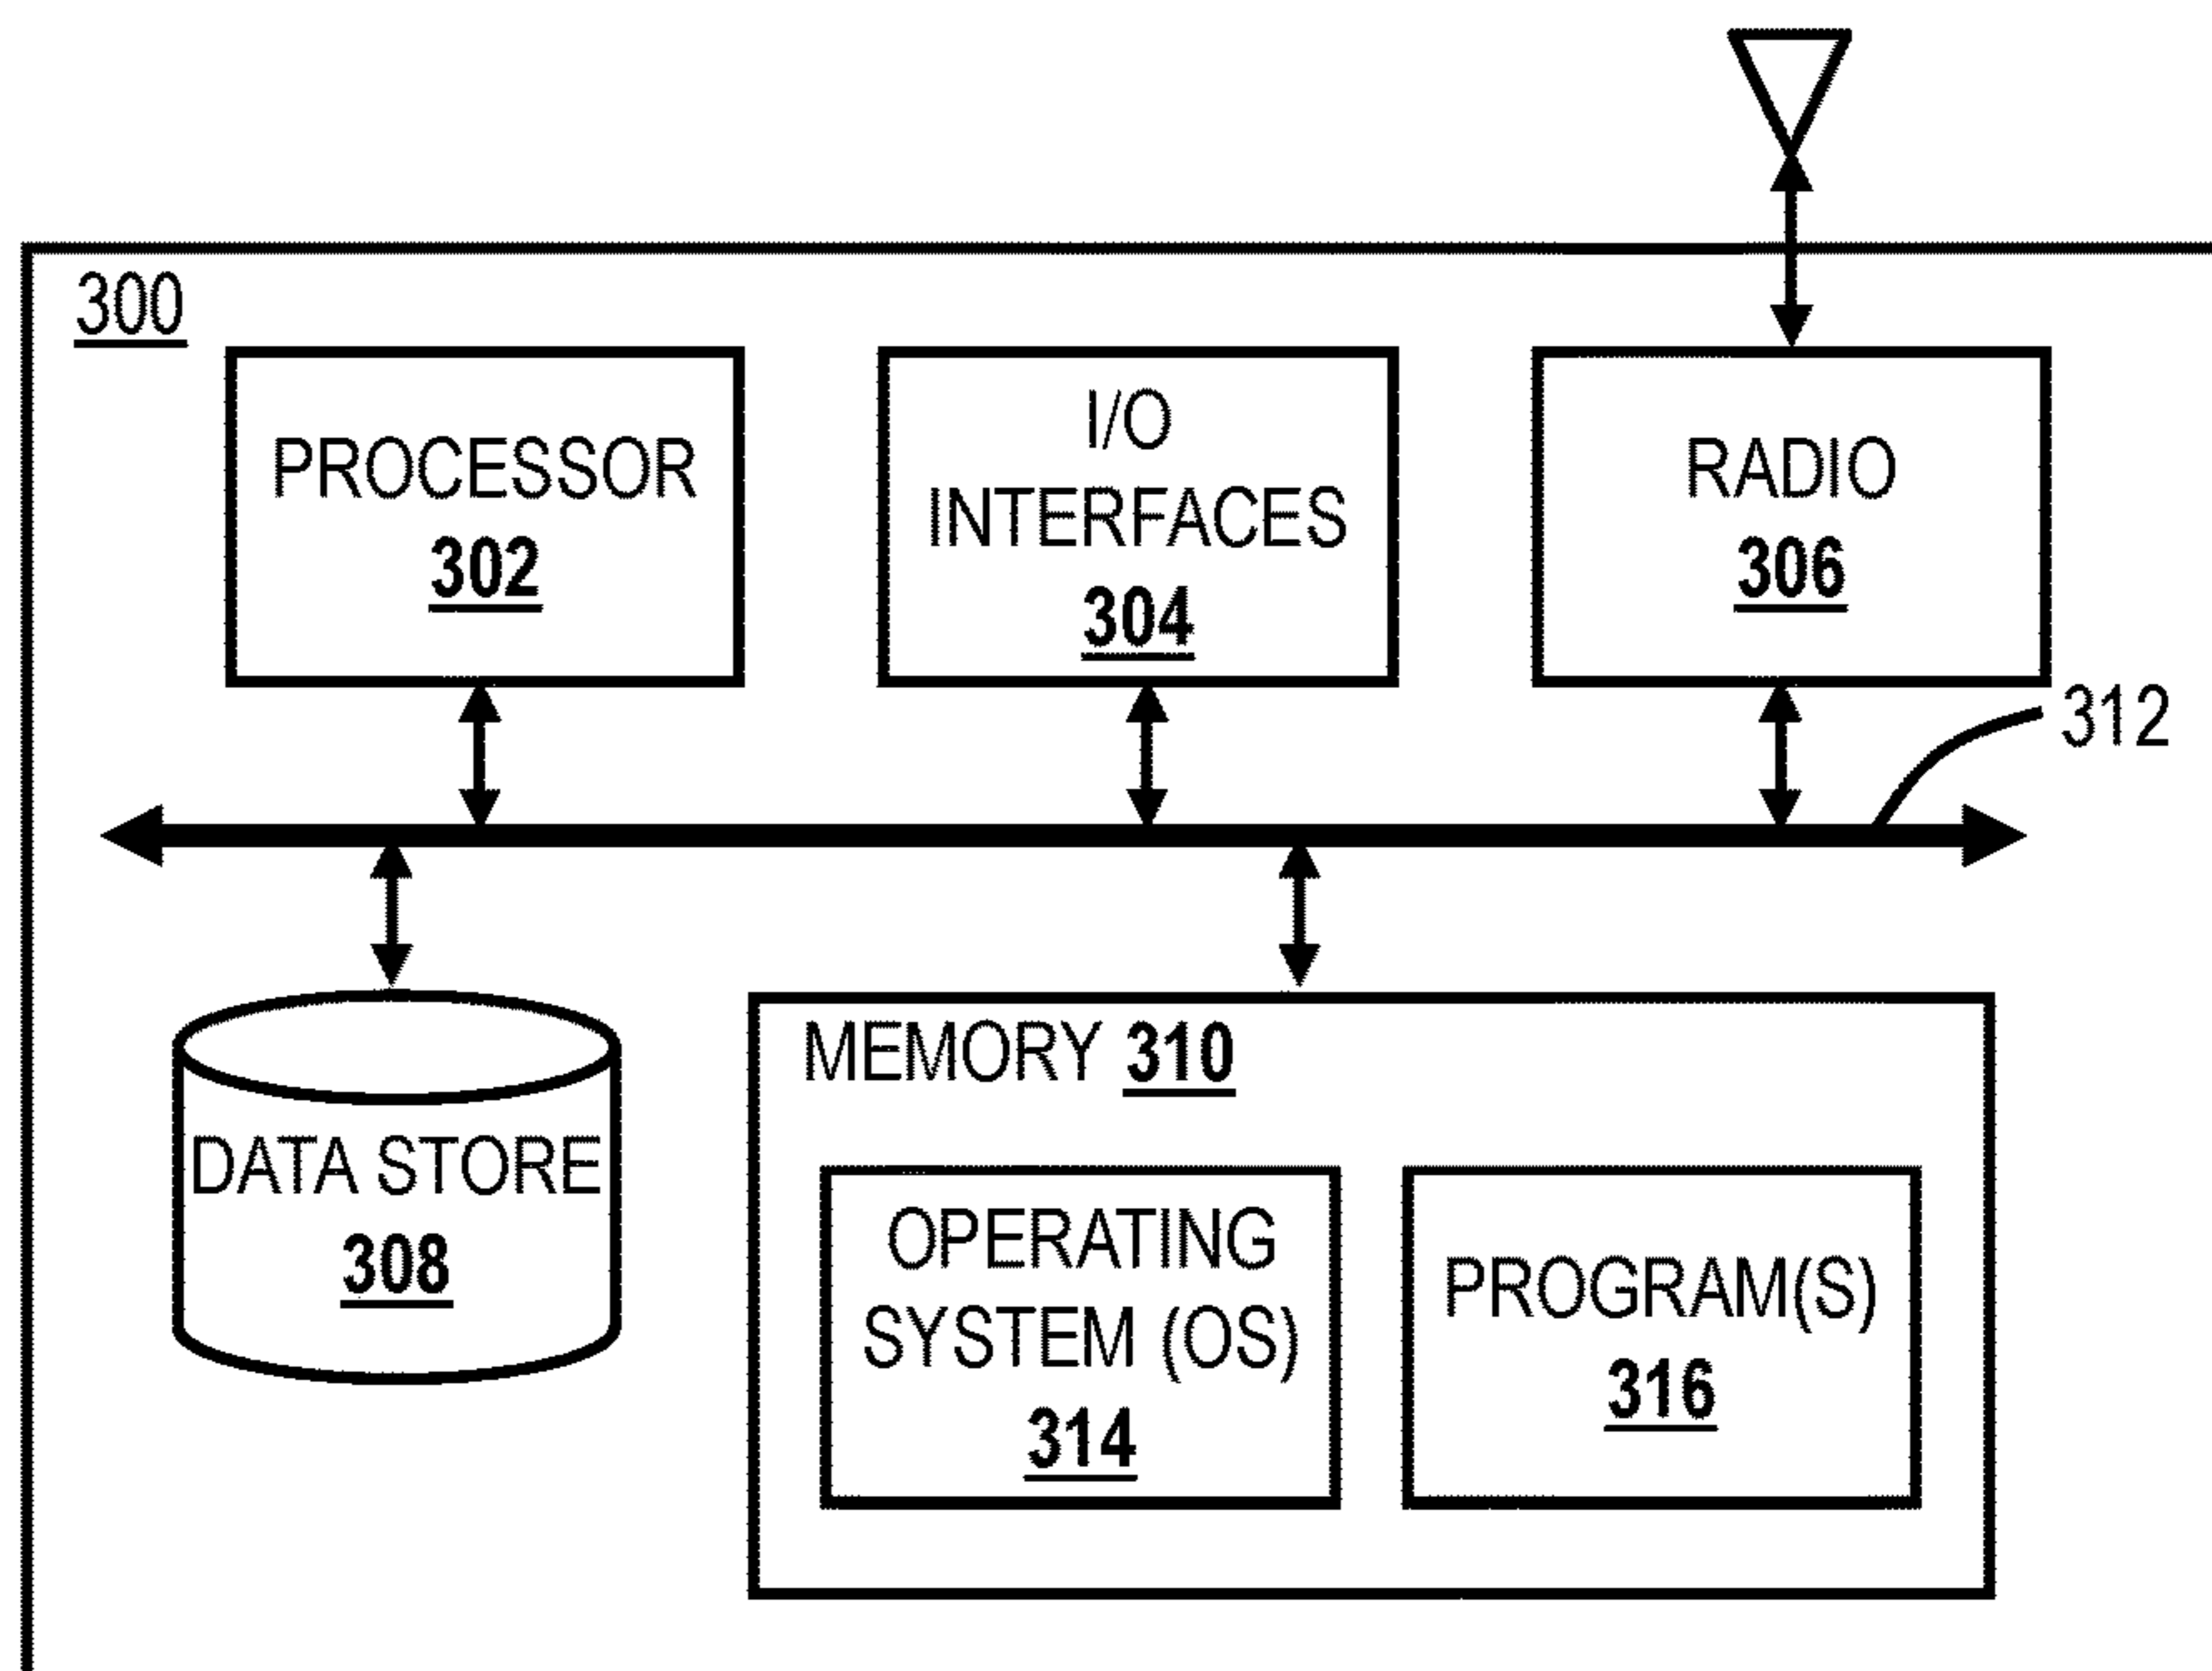 300
PROCESSOR
302
I/O
INTERFACES
304
RADIO
306
312
DATA STORE
308
MEMORY 310
OPERATING
SYSTEM (OS)
314
PROGRAM(S)
316